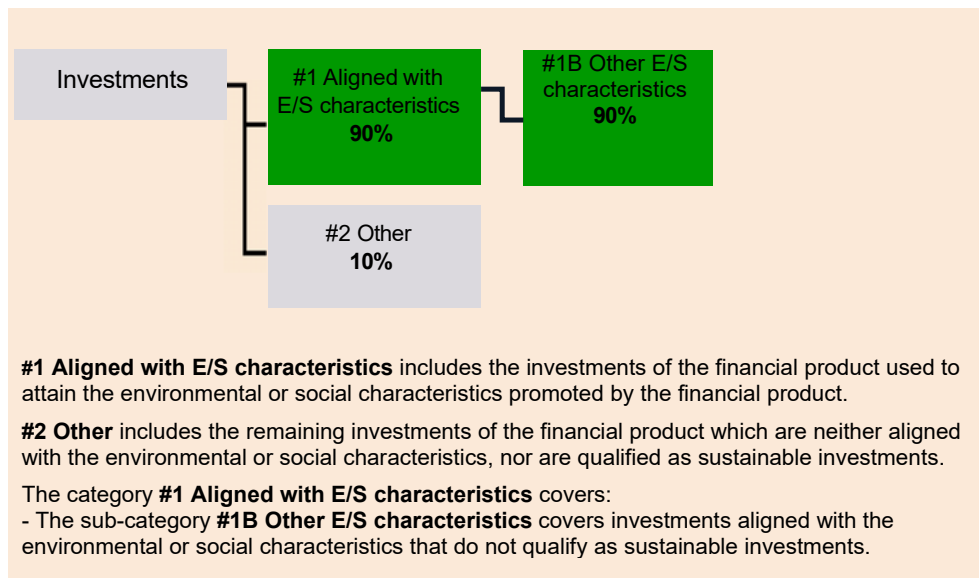 Investments
#1 Aligned with
E/S characteristics
90%
#1B Other E/S
characteristics
90%
#2 Other
10%
#1 Aligned with E/S characteristics includes the investments of the financial product used to
attain the environmental or social characteristics promoted by the financial product.
#2 Other includes the remaining investments of the financial product which are neither aligned
with the environmental or social characteristics, nor are qualified as sustainable investments.
The category #1 Aligned with E/S characteristics covers:
- The sub-category #1B Other E/S characteristics covers investments aligned with the
environmental or social characteristics that do not qualify as sustainable investments.